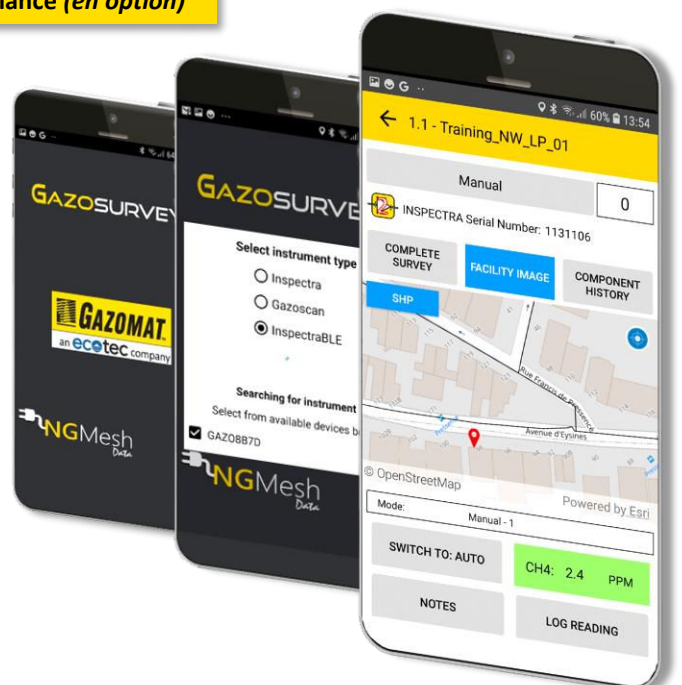 (en option)
GAZOSURVE
GAZOMAT
an ecotec company
NGMesh
Data
GAZOSURVE
Select instrument type
Inspectra
Gazoscan
InspectraBLE
Searching for instrument
Select from available devices
GAZO8B7D
NGMesh
Data
60% 13:54
1.1 - Training_NW_LP_01
Manual
0
INSPECTRA Serial Number: 1131106
COMPLETE
SURVEY
FACILITY IMAGE
COMPONENT
HISTORY
SHP
Rue Francis de Pressensé
Avenue d'Eysines
© OpenStreetMap
Powered by Esri
Mode:
Manual - 1
SWITCH TO: AUTO
CH4: 2.4 PPM
NOTES
LOG READING